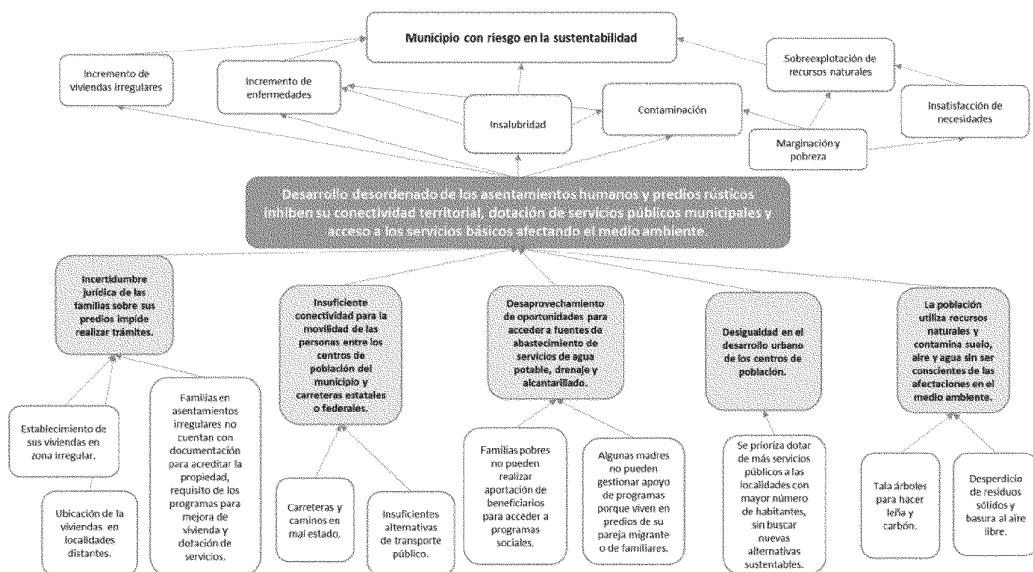 Municipio con riesgo en la sustentabilidad
Incremento de
viviendas irregulares
Incremento de
enfermedades
Insalubridad
Contaminación
Sobreexplotación de
recursos naturales
Marginación y
pobreza
Insatisfacción de
necesidades
Desarrollo desordenado de los asentamientos humanos y predios rústicos
inhiben su conectividad territorial, dotación de servicios públicos municipales y
acceso a los servicios básicos afectando el medio ambiente.
Incertidumbre
jurídica de las
familias sobre sus
predios impide
realizar trámites.
Insuficiente
conectividad para la
movilidad de las
personas entre los
centros de
población del
municipio y
carreteras estatales
o federales.
Desaprovechamiento
de oportunidades para
acceder a fuentes de
abastecimiento de
servicios de agua
potable, drenaje y
alcantarillado.
Desigualdad en el
desarrollo urbano
de los centros de
población.
La población
utiliza recursos
naturales y
contamina suelo,
aire y agua sin ser
conscientes de las
afectaciones en el
medio ambiente.
Establecimiento de
sus viviendas en
zona irregular.
Ubicación de la
viviendas en
localidades
distantes.
Familias en
asentamientos
irregulares no
cuentan con
documentación
para acreditar la
propiedad,
requisito de los
programas para
mejora de
vivienda y
dotación de
servicios.
Carreteras y
caminos en
mal estado.
Insuficientes
alternativas
de transporte
público.
Familias pobres
no pueden
realizar
aportación de
beneficiarios
para acceder a
programas
sociales.
Algunas madres
no pueden
gestionar apoyo
de programas
porque viven en
predios de su
pareja migrante
o de familiares.
Se prioriza dotar
de más servicios
públicos a las
localidades con
mayor número
de habitantes,
sin buscar
nuevas
alternativas
sustentables.
Tala árboles
para hacer
leña y
carbón.
Desperdicio de
residuos
sólidos y
basura al aire
libre.